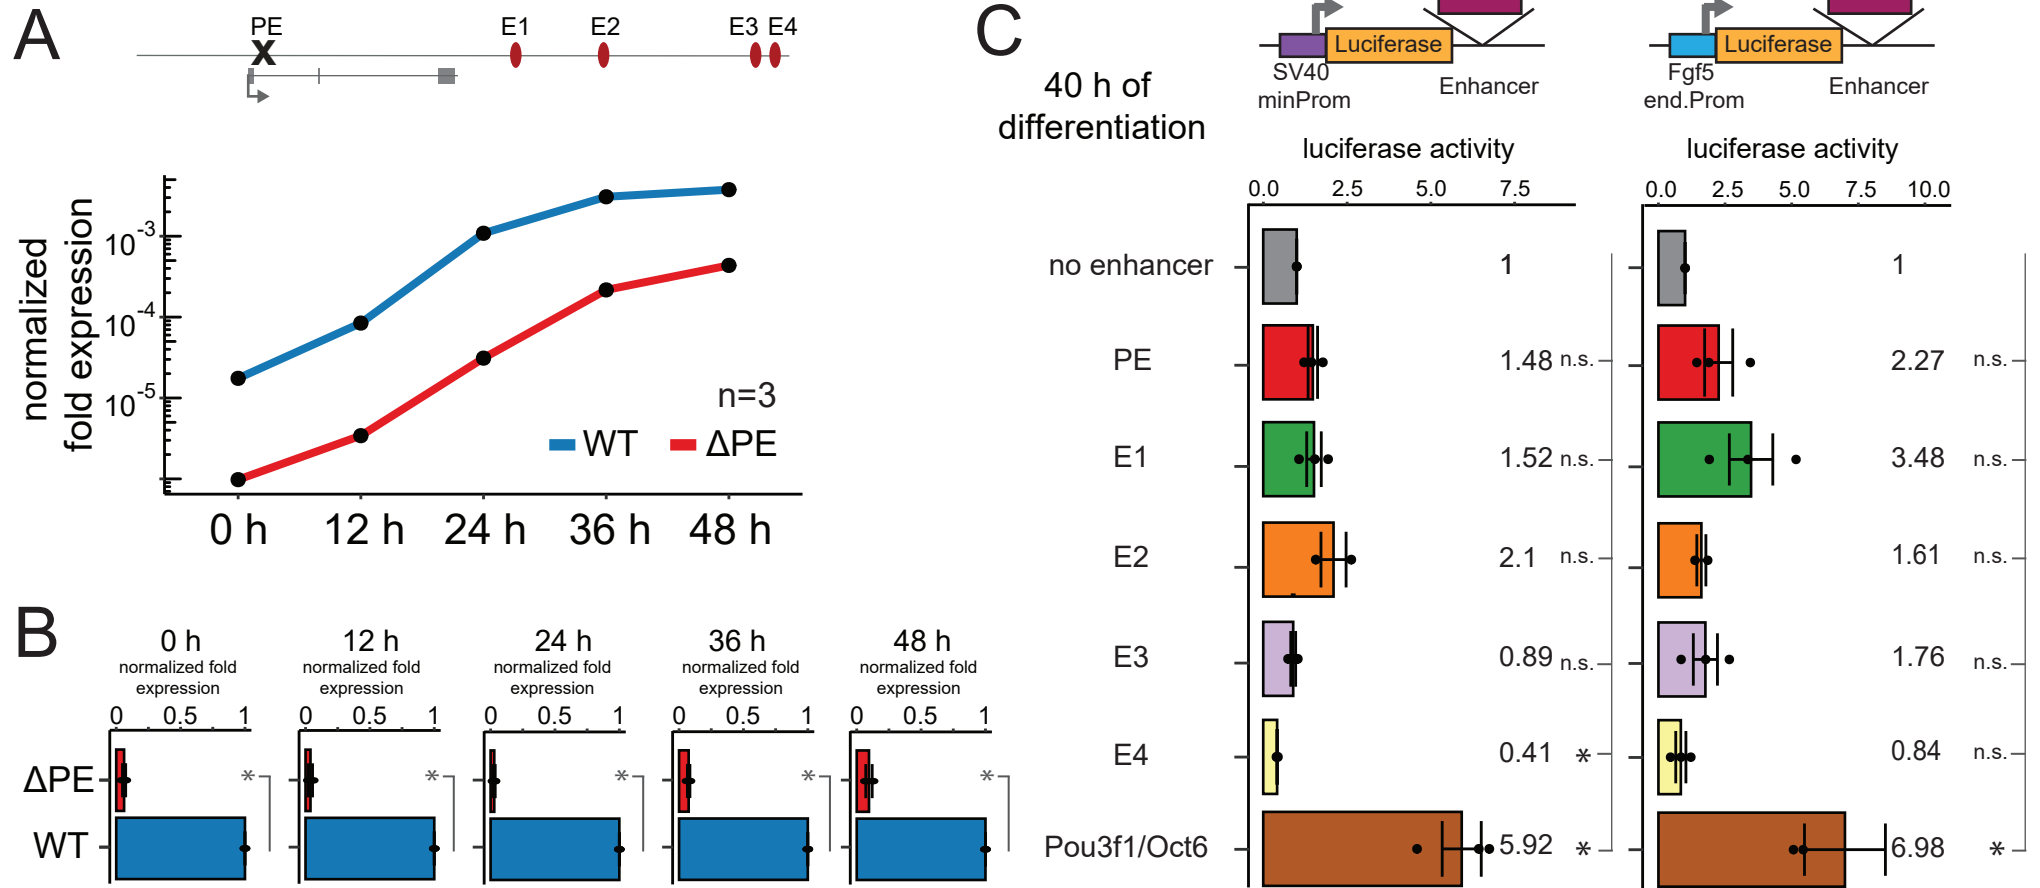 A
PE
E1
E2
E3
E4
X
normalized
fold expression
10-3
10-4
10-5
n=3
WT
ΔPE
0 h
12 h
24 h
36 h
48 h
B
0 h
12 h
24 h
36 h
48 h
normalized fold
expression
normalized fold
expression
normalized fold
expression
normalized fold
expression
normalized fold
expression
0 0.5 1
0 0.5 1
0 0.5 1
0 0.5 1
0 0.5 1
ΔPE
* * * * *
WT
C
40 h of
differentiation
Luciferase
SV40
minProm
Enhancer
Luciferase
Fgf5
end.Prom
Enhancer
luciferase activity
luciferase activity
0.0 2.5 5.0 7.5
0.0 2.5 5.0 7.5 10.0
no enhancer 1 1
PE 1.48 n.s. 2.27 n.s.
E1 1.52 n.s. 3.48 n.s.
E2 2.1 n.s. 1.61 n.s.
E3 0.89 n.s. 1.76 n.s.
E4 0.41 * 0.84 n.s.
Pou3f1/Oct6 5.92 * 6.98 *